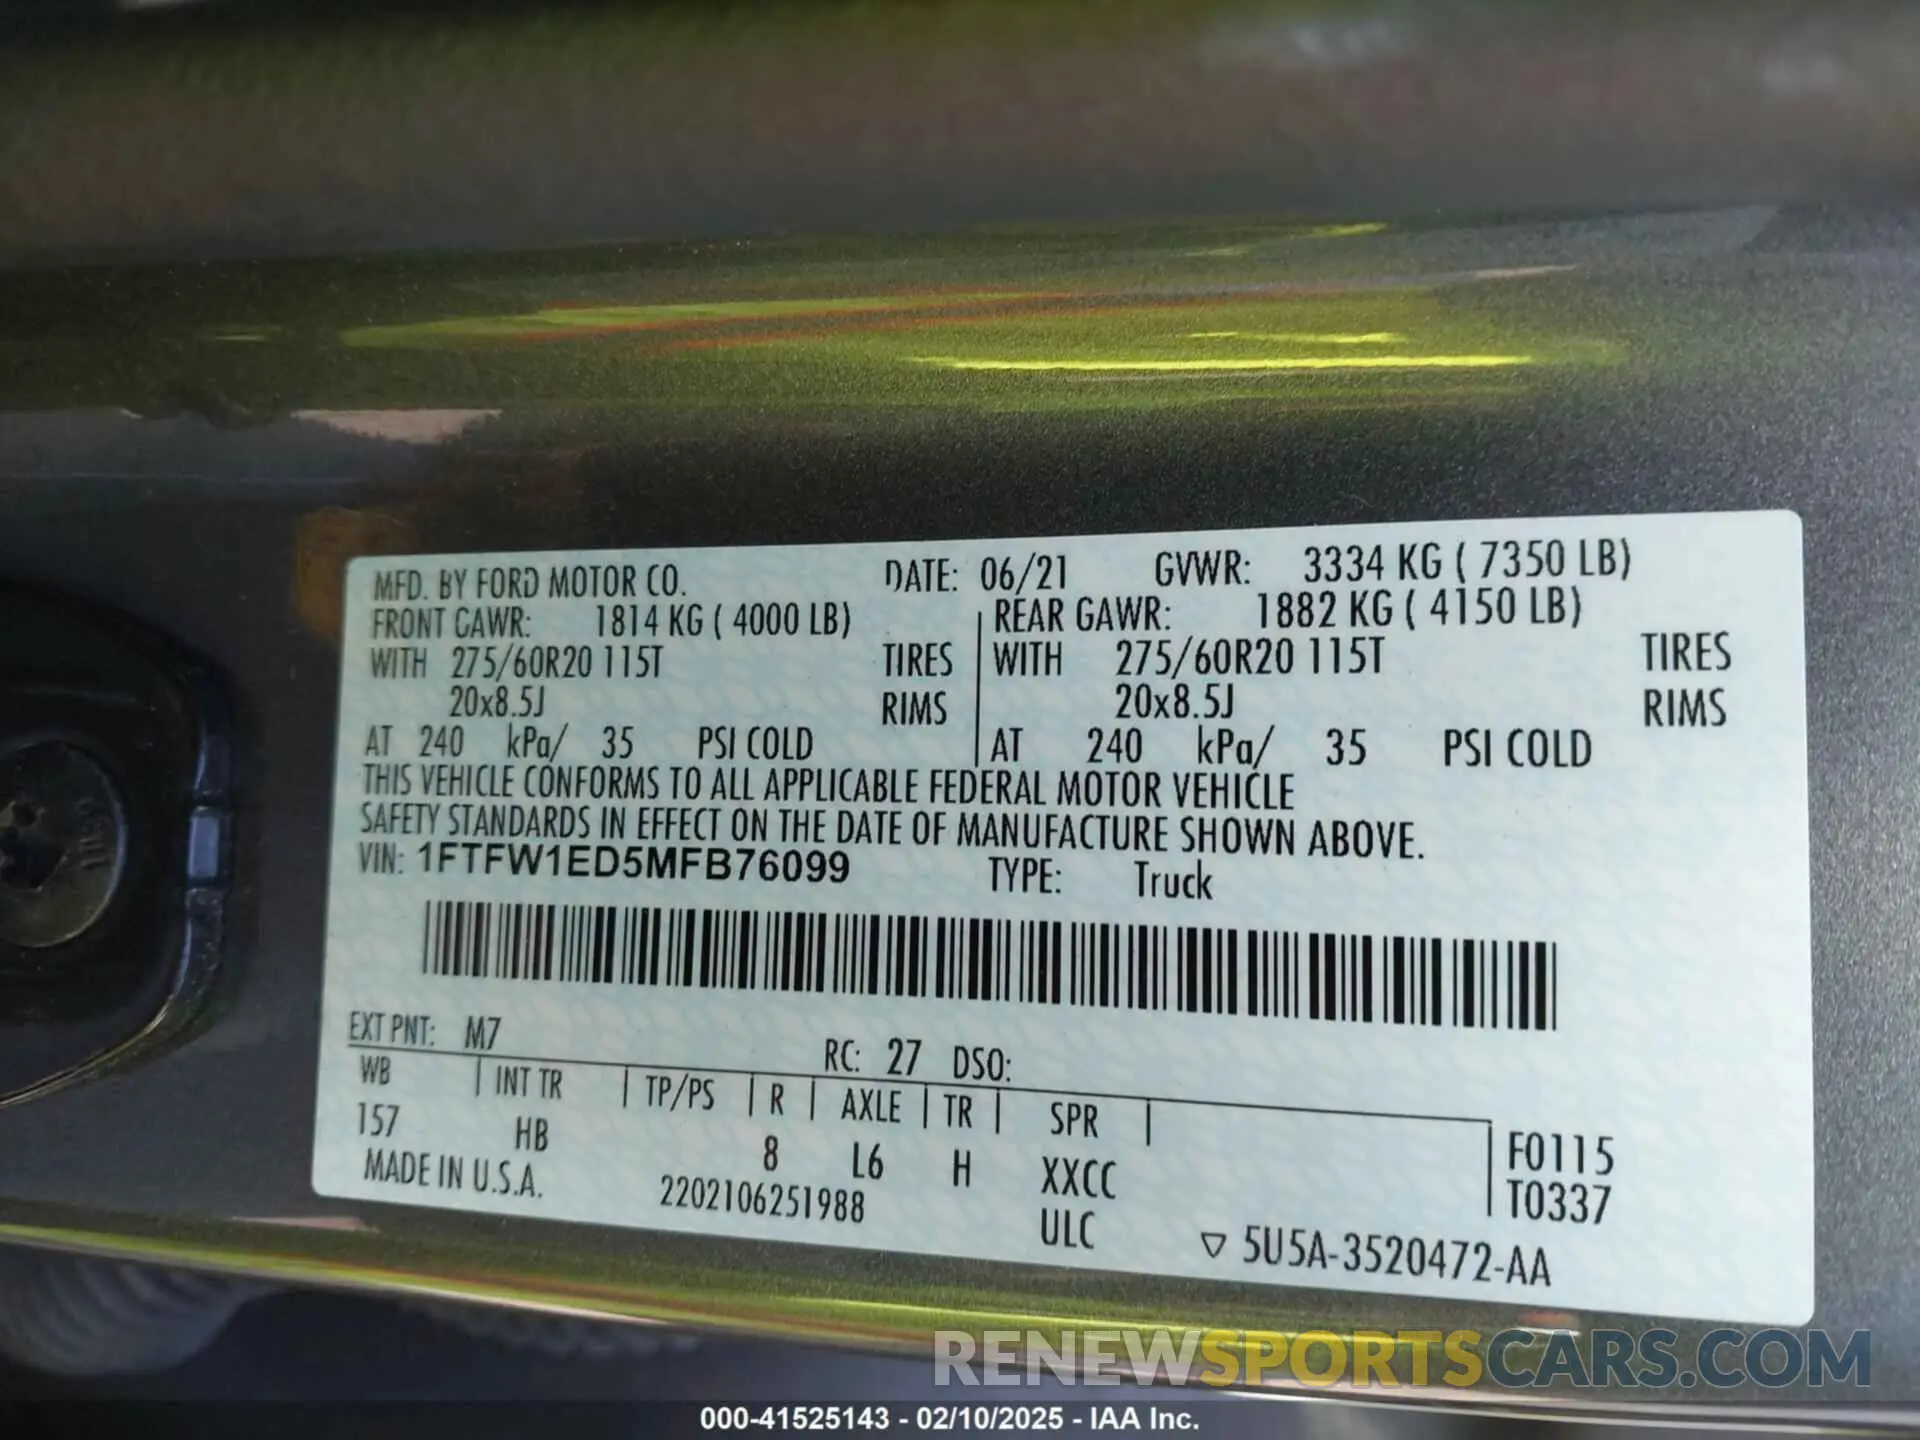 MFD. BY FORD MOTOR CO. DATE: 06/21 GVWR: 3334 KG ( 7350 LB)
FRONT GAWR: 1814 KG ( 4000 LB) REAR GAWR: 1882 KG ( 4150 LB)
WITH 275/60R20 115T TIRES WITH 275/60R20 115T TIRES
20x8.5J RIMS 20x8.5J RIMS
AT 240 kPa/ 35 PSI COLD AT 240 kPa/ 35 PSI COLD
THIS VEHICLE CONFORMS TO ALL APPLICABLE FEDERAL MOTOR VEHICLE
SAFETY STANDARDS IN EFFECT ON THE DATE OF MANUFACTURE SHOWN ABOVE.
VIN: 1FTFW1ED5MFB76099 TYPE: Truck
EXT PNT: M7 RC: 27 DSO:
WB INT TR TP/PS R AXLE TR SPR
157 HB 8 L6 H XXCC F0115
MADE IN U.S.A. 2202106251988 ULC T0337
▽ 5U5A-3520472-AA
RENEWSPORTSCARS.COM
000-41525143 - 02/10/2025 - IAA Inc.